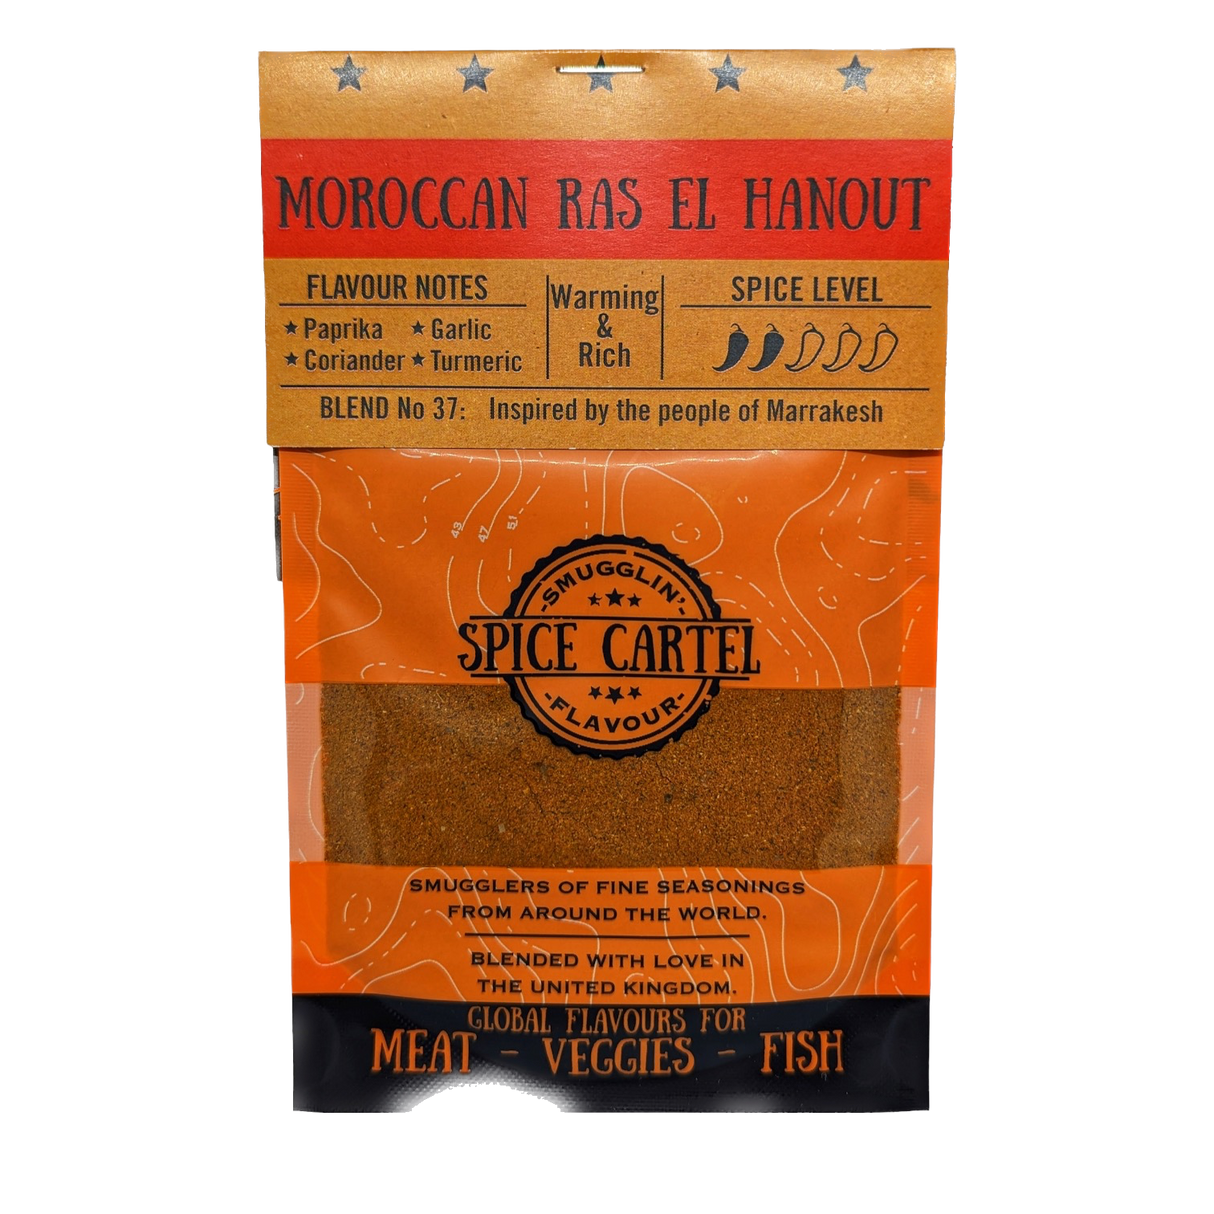 MOROCCAN RAS EL HANOUT
FLAVOUR NOTES
Paprika
Garlic
Coriander
Turmeric
Warming
&
Rich
SPICE LEVEL
BLEND No 37: Inspired by the people of Marrakesh
43
47
51
-SMUGGLIN'-
SPICE CARTEL
-FLAVOUR-
SMUGGLERS OF FINE SEASONINGS
FROM AROUND THE WORLD.
BLENDED WITH LOVE IN
THE UNITED KINGDOM.
GLOBAL FLAVOURS FOR
MEAT - VEGGIES - FISH